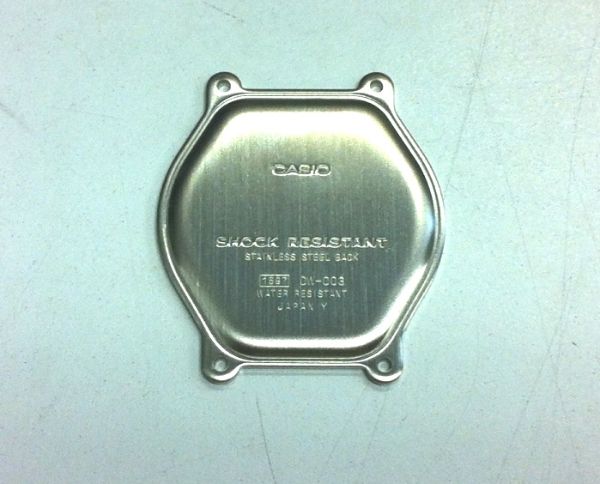 CASIO
SHOCK RESISTANT
STAINLESS STEEL BACK
1597 DW-003
WATER RESISTANT
JAPAN Y